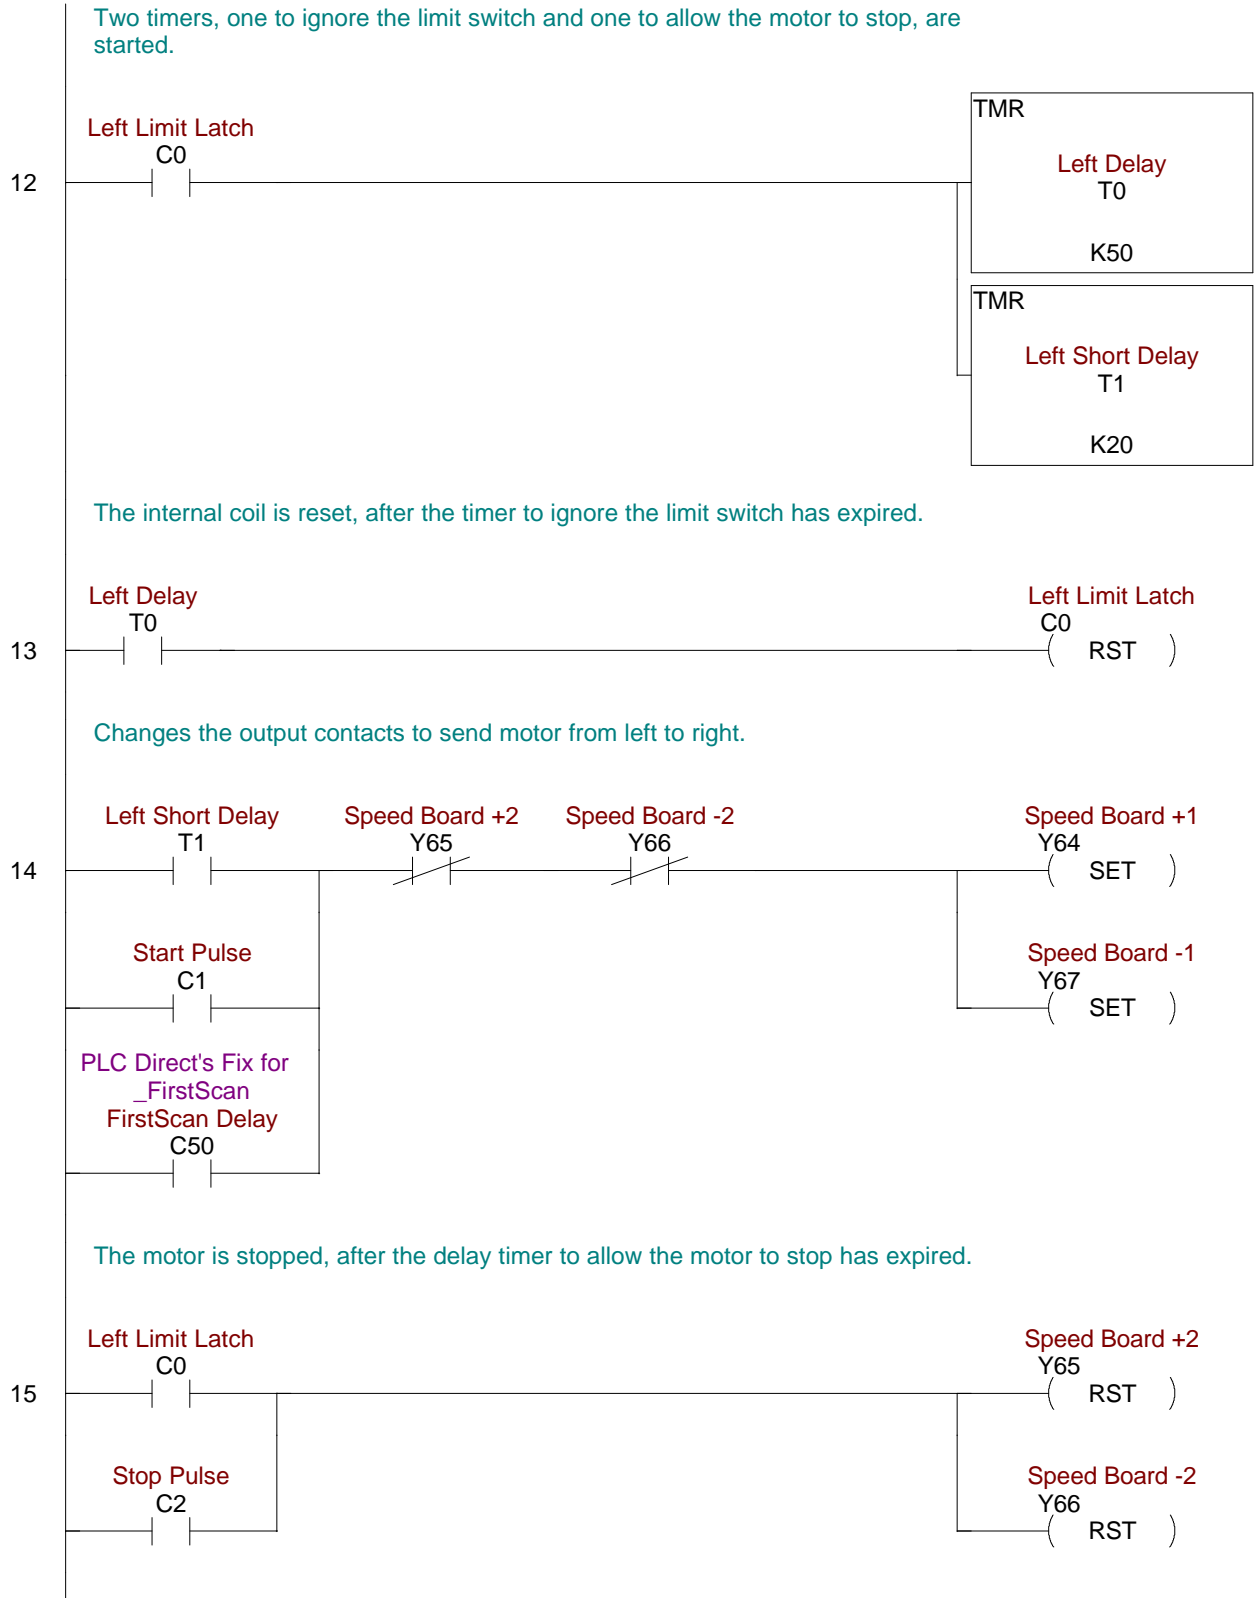 Two timers, one to ignore the limit switch and one to allow the motor to stop, are
started.
TMR
Left Limit Latch
C0
Left Delay
T0
12
K50
TMR
Left Short Delay
T1
K20
The internal coil is reset, after the timer to ignore the limit switch has expired.
Left Delay
T0
Left Limit Latch
C0
13
RST
Changes the output contacts to send motor from left to right.
Left Short Delay
T1
Speed Board +2
Y65
Speed Board -2
Y66
Speed Board +1
Y64
14
SET
Start Pulse
C1
Speed Board -1
Y67
SET
PLC Direct's Fix for
_FirstScan
FirstScan Delay
C50
The motor is stopped, after the delay timer to allow the motor to stop has expired.
Left Limit Latch
C0
Speed Board +2
Y65
15
RST
Stop Pulse
C2
Speed Board -2
Y66
RST